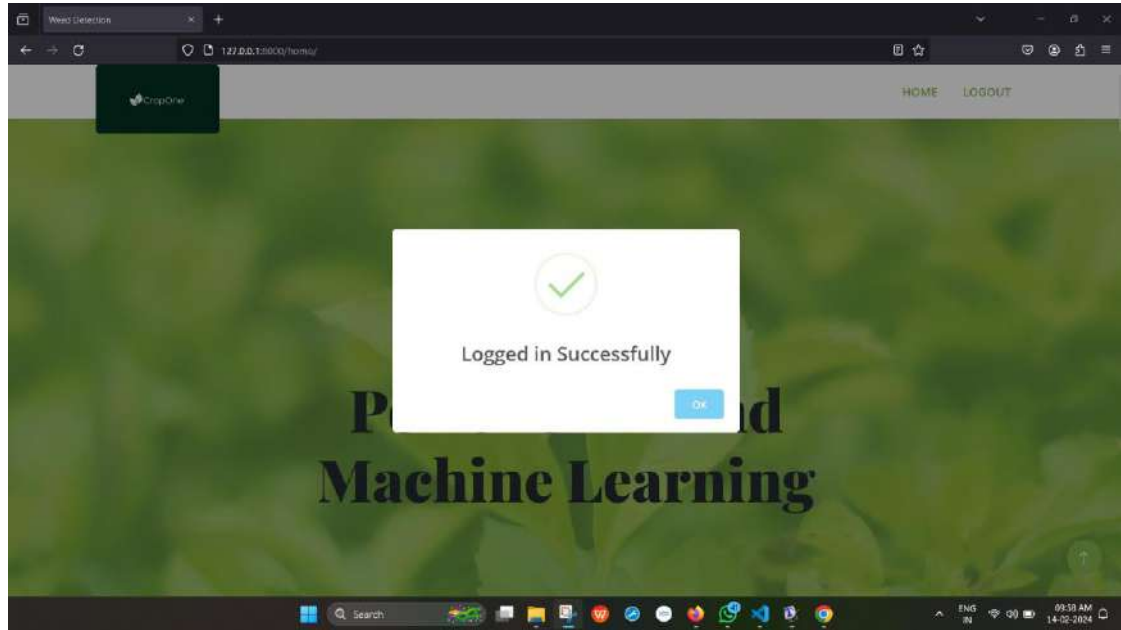 Weed Detection
127.0.0.1:8000/home/
CropOne
HOME LOGOUT
Logged in Successfully
OK
Machine Learning
Search
ENG
IN
09:58 AM
14-02-2024